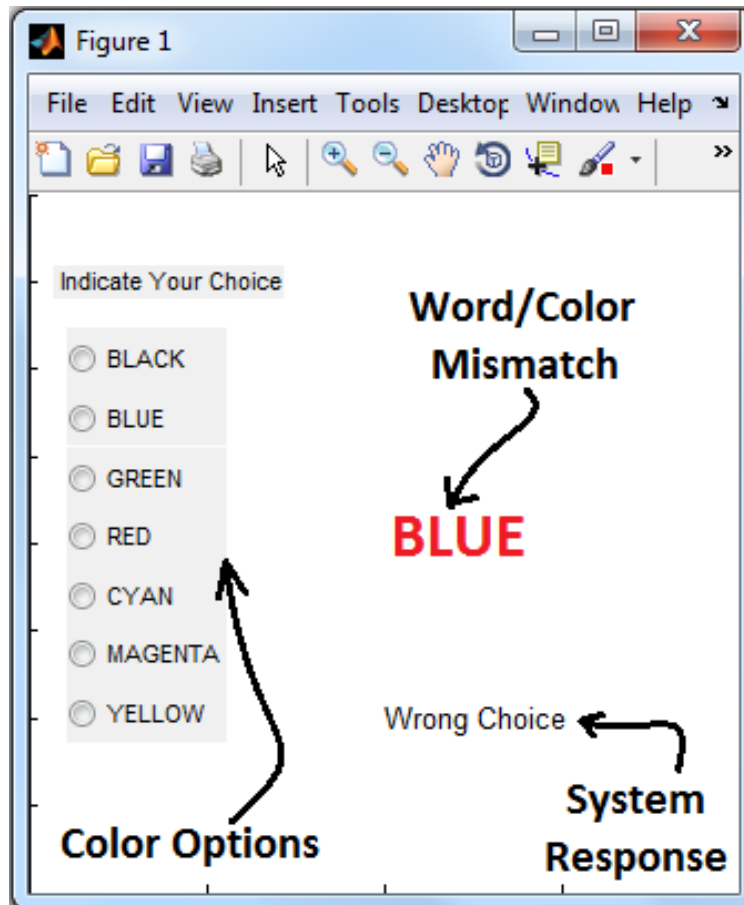 Figure 1
File Edit View Insert Tools Desktop Window Help
Indicate Your Choice
BLACK
BLUE
GREEN
RED
CYAN
MAGENTA
YELLOW
Color Options
Word/Color
Mismatch
BLUE
Wrong Choice
System
Response